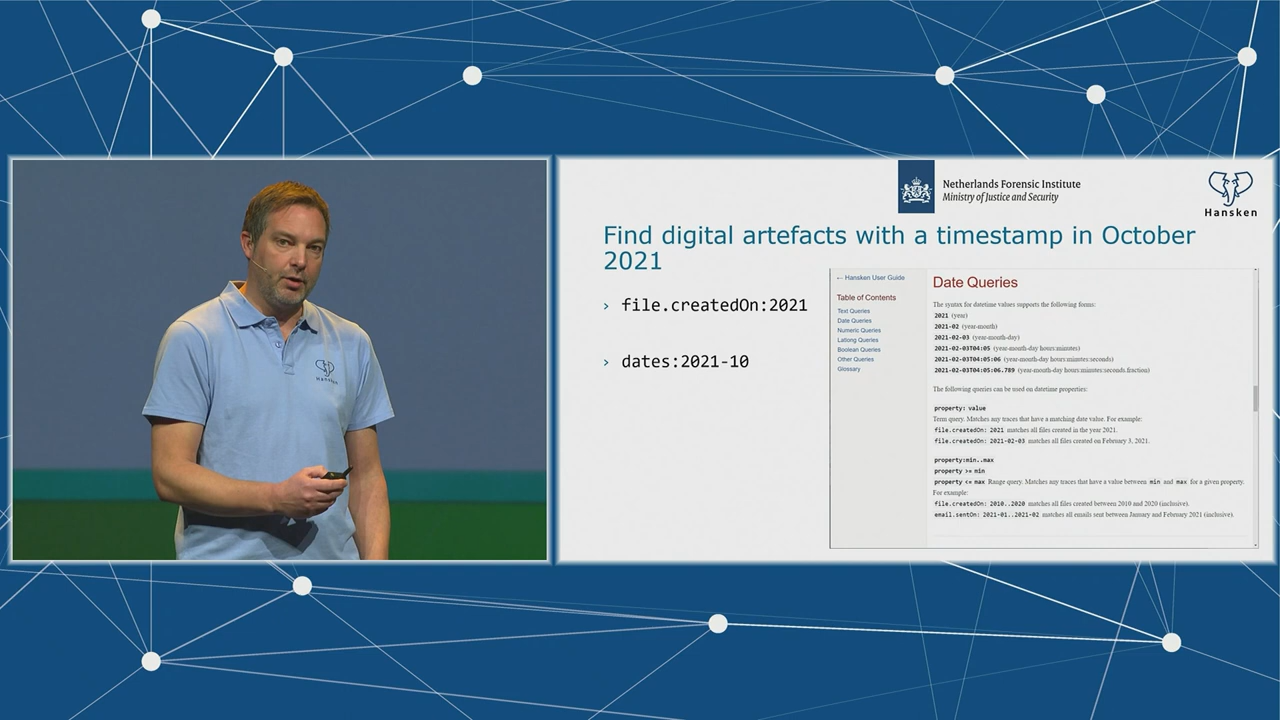 Hansken
Netherlands Forensic Institute
Ministry of Justice and Security
Hansken
Find digital artefacts with a timestamp in October
2021
› file.createdOn:2021
› dates:2021-10
← Hansken User Guide
Table of Contents
Text Queries
Date Queries
Numeric Queries
Latlong Queries
Boolean Queries
Other Queries
Glossary
Date Queries
The syntax for datetime values supports the following forms:
2021 (year)
2021-02 (year-month)
2021-02-03 (year-month-day)
2021-02-03T04:05 (year-month-day hours:minutes)
2021-02-03T04:05:06 (year-month-day hours:minutes:seconds)
2021-02-03T04:05:06.789 (year-month-day hours:minutes:seconds.fraction)
The following queries can be used on datetime properties:
property: value
Term query. Matches any traces that have a matching date value. For example:
file.createdOn: 2021 matches all files created in the year 2021.
file.createdOn: 2021-02-03 matches all files created on February 3, 2021.
property:min..max
property >= min
property <= max Range query. Matches any traces that have a value between min and max for a given property.
For example:
file.createdOn: 2010..2020 matches all files created between 2010 and 2020 (inclusive).
email.sentOn: 2021-01..2021-02 matches all emails sent between January and February 2021 (inclusive).